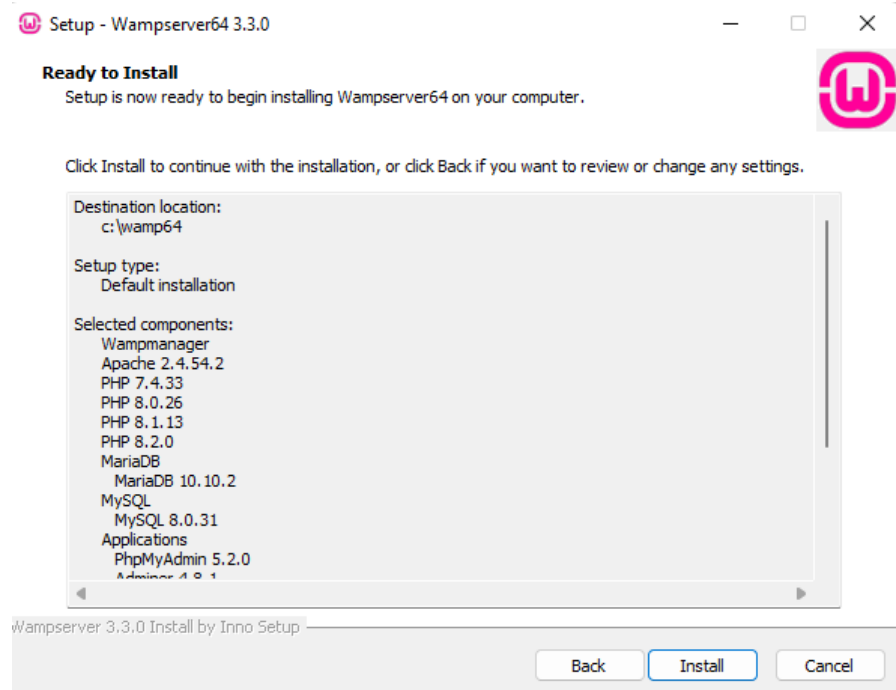 Setup - Wampserver64 3.3.0
Ready to Install
Setup is now ready to begin installing Wampserver64 on your computer.
Click Install to continue with the installation, or click Back if you want to review or change any settings.
Destination location:
c:\wamp64
Setup type:
Default installation
Selected components:
Wampmanager
Apache 2.4.54.2
PHP 7.4.33
PHP 8.0.26
PHP 8.1.13
PHP 8.2.0
MariaDB
MariaDB 10.10.2
MySQL
MySQL 8.0.31
Applications
PhpMyAdmin 5.2.0
Adminer 4.8.1
Wampserver 3.3.0 Install by Inno Setup
Back Install Cancel